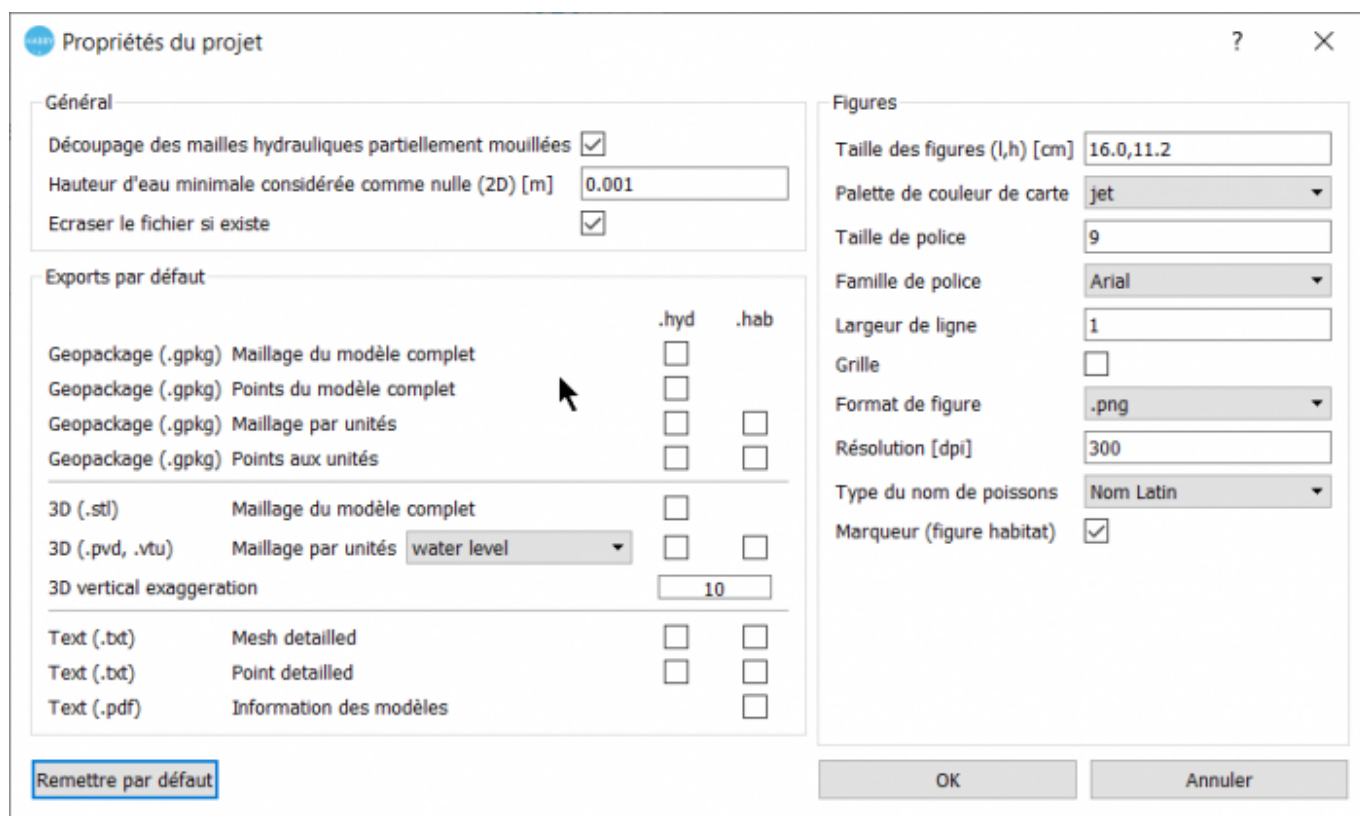 HABBY
Propriétés du projet
?
Général
Découpage des mailles hydrauliques partiellement mouillées
Hauteur d'eau minimale considérée comme nulle (2D) [m] 0.001
Ecraser le fichier si existe
Exports par défaut
.hyd .hab
Geopackage (.gpkg) Maillage du modèle complet
Geopackage (.gpkg) Points du modèle complet
Geopackage (.gpkg) Maillage par unités
Geopackage (.gpkg) Points aux unités
3D (.stl) Maillage du modèle complet
3D (.pvd, .vtu) Maillage par unités water level
3D vertical exaggeration 10
Text (.txt) Mesh detailled
Text (.txt) Point detailled
Text (.pdf) Information des modèles
Figures
Taille des figures (l,h) [cm] 16.0,11.2
Palette de couleur de carte jet
Taille de police 9
Famille de police Arial
Largeur de ligne 1
Grille
Format de figure .png
Résolution [dpi] 300
Type du nom de poissons Nom Latin
Marqueur (figure habitat)
Remettre par défaut
OK
Annuler